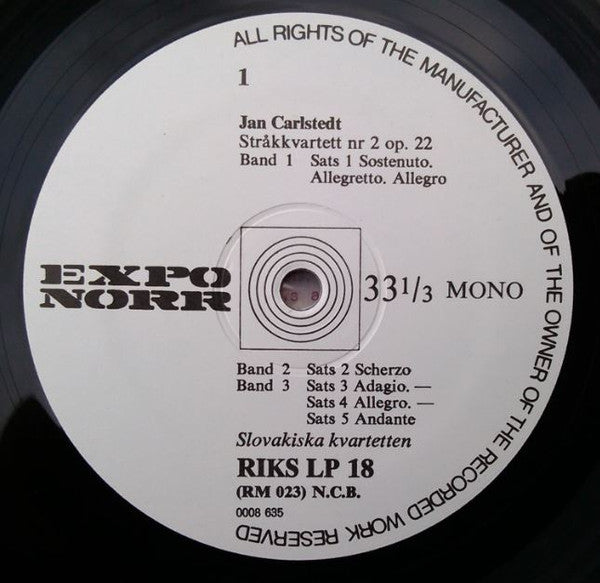 ALL RIGHTS OF THE MANUFACTURER AND OF THE OWNER OF THE RECORDED WORK RESERVED
1
Jan Carlstedt
Stråkkvartett nr 2 op. 22
Band 1 Sats 1 Sostenuto.
Allegretto. Allegro
EXPO
NORR
33 1/3 MONO
Band 2 Sats 2 Scherzo
Band 3 Sats 3 Adagio. —
Sats 4 Allegro. —
Sats 5 Andante
Slovakiska kvartetten
RIKS LP 18
(RM 023) N.C.B.
0008 635